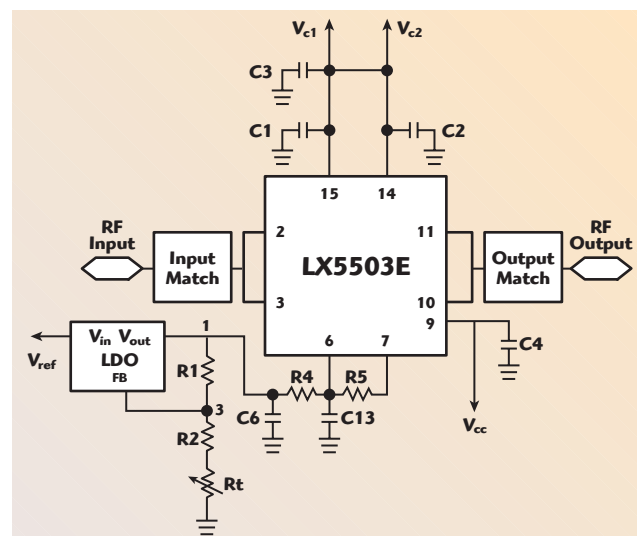 Vc1
Vc2
C3
C1
C2
15
14
RF
Input
Input
Match
2
3
LX5503E
11
10
9
Output
Match
RF
Output
6
7
C4
Vcc
Vref
Vin Vout
LDO
FB
1
R1
3
R2
Rt
R4
R5
C6
C13